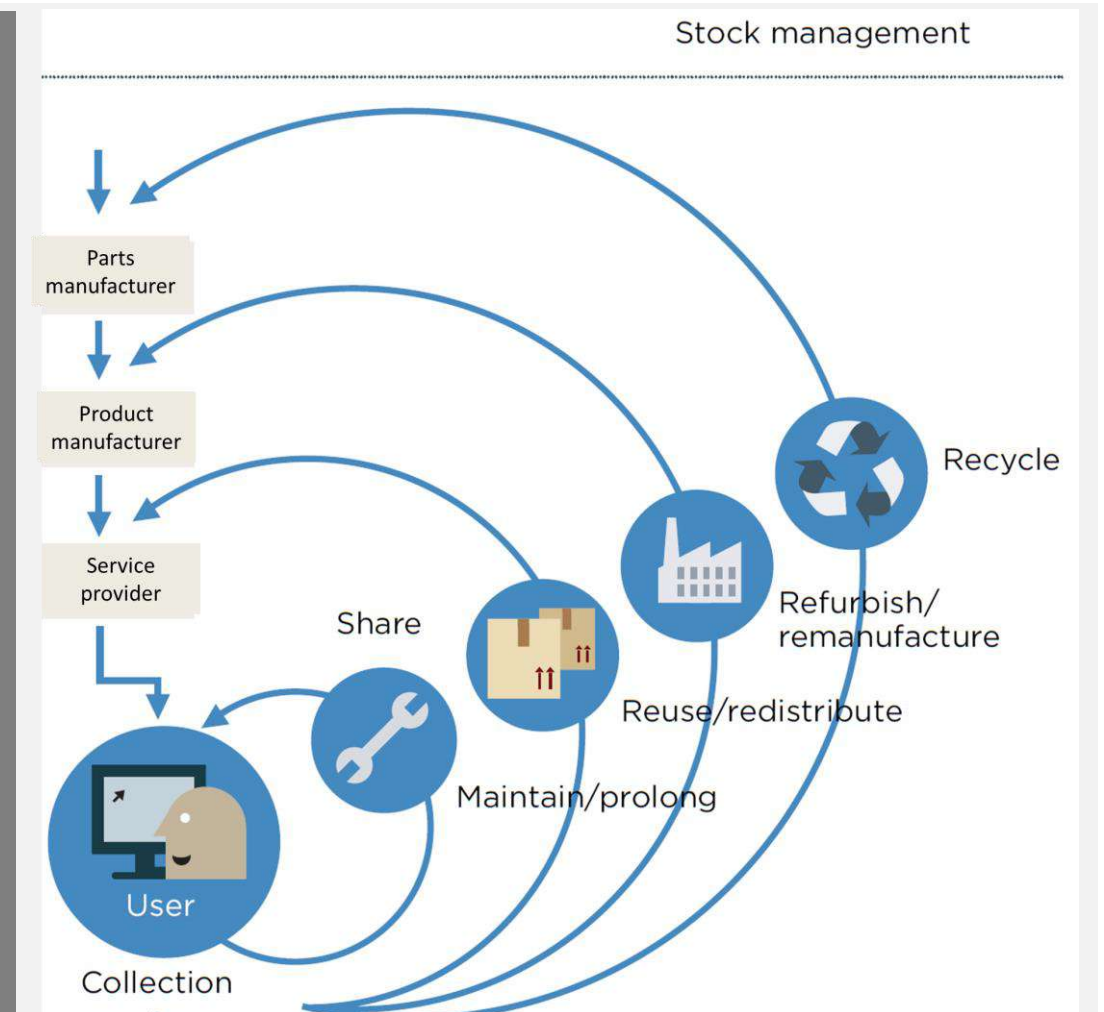 Stock management
Parts
manufacturer
Product
manufacturer
Service
provider
Share
Recycle
Refurbish/
remanufacture
Reuse/redistribute
Maintain/prolong
User
Collection